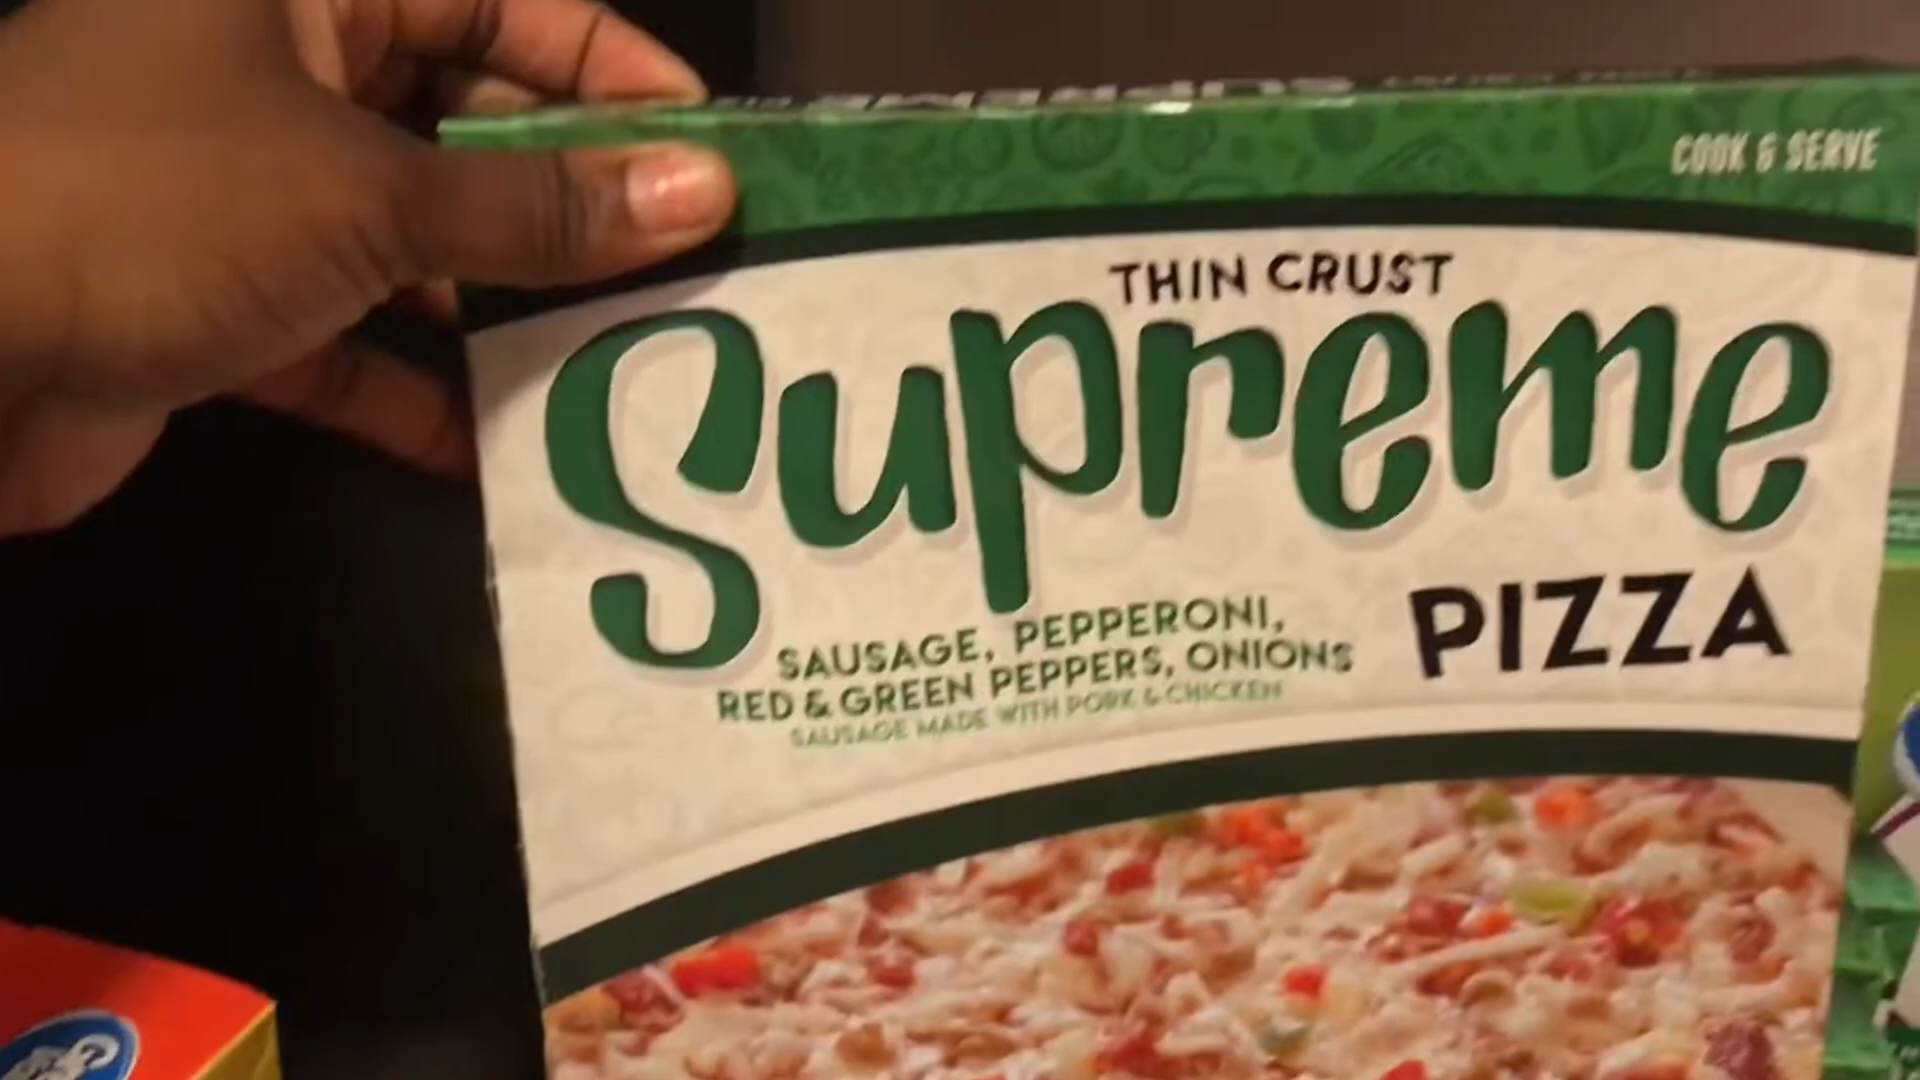 COOK & SERVE
THIN CRUST
Supreme
PIZZA
SAUSAGE, PEPPERONI,
RED & GREEN PEPPERS, ONIONS
SAUSAGE MADE WITH PORK & CHICKEN